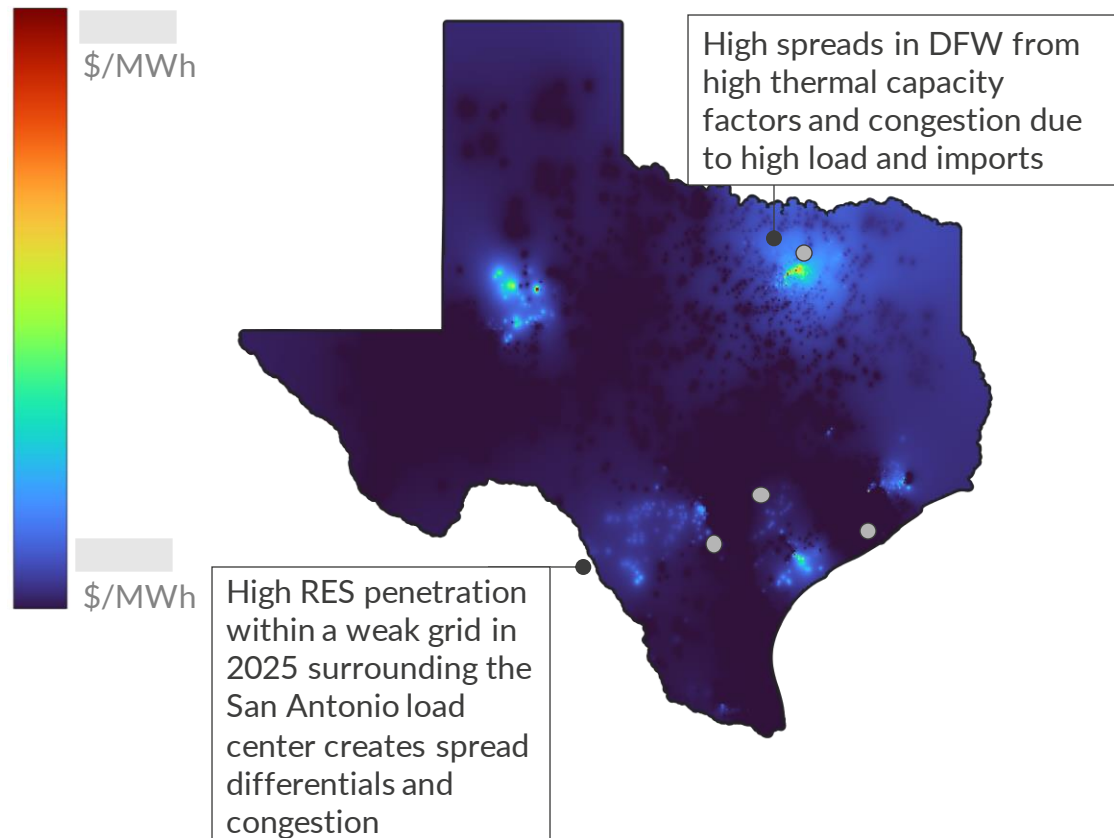 $/MWh
High spreads in DFW from
high thermal capacity
factors and congestion due
to high load and imports
$/MWh
High RES penetration
within a weak grid in
2025 surrounding the
San Antonio load
center creates spread
differentials and
congestion